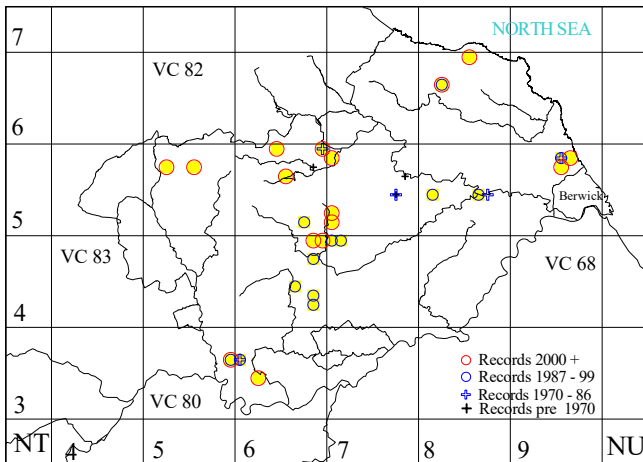 7
NORTH SEA
VC 82
6
5
Berwick
VC 83
VC 68
4
Records 2000 +
Records 1987 - 99
Records 1970 - 86
Records pre 1970
VC 80
3
NT 4 5 6 7 8 9 NU